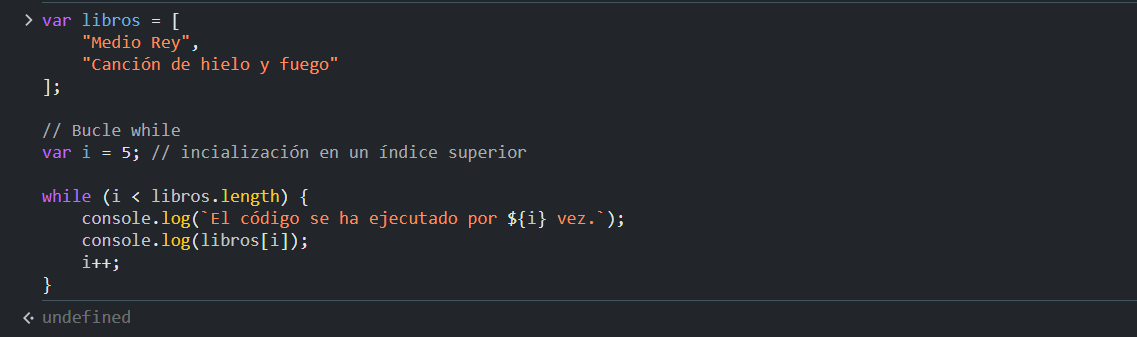 var libros = [
"Medio Rey",
"Canción de hielo y fuego"
];
// Bucle while
var i = 5; // incialización en un índice superior
while (i < libros.length) {
console.log(`El código se ha ejecutado por ${i} vez.`);
console.log(libros[i]);
i++;
}
undefined